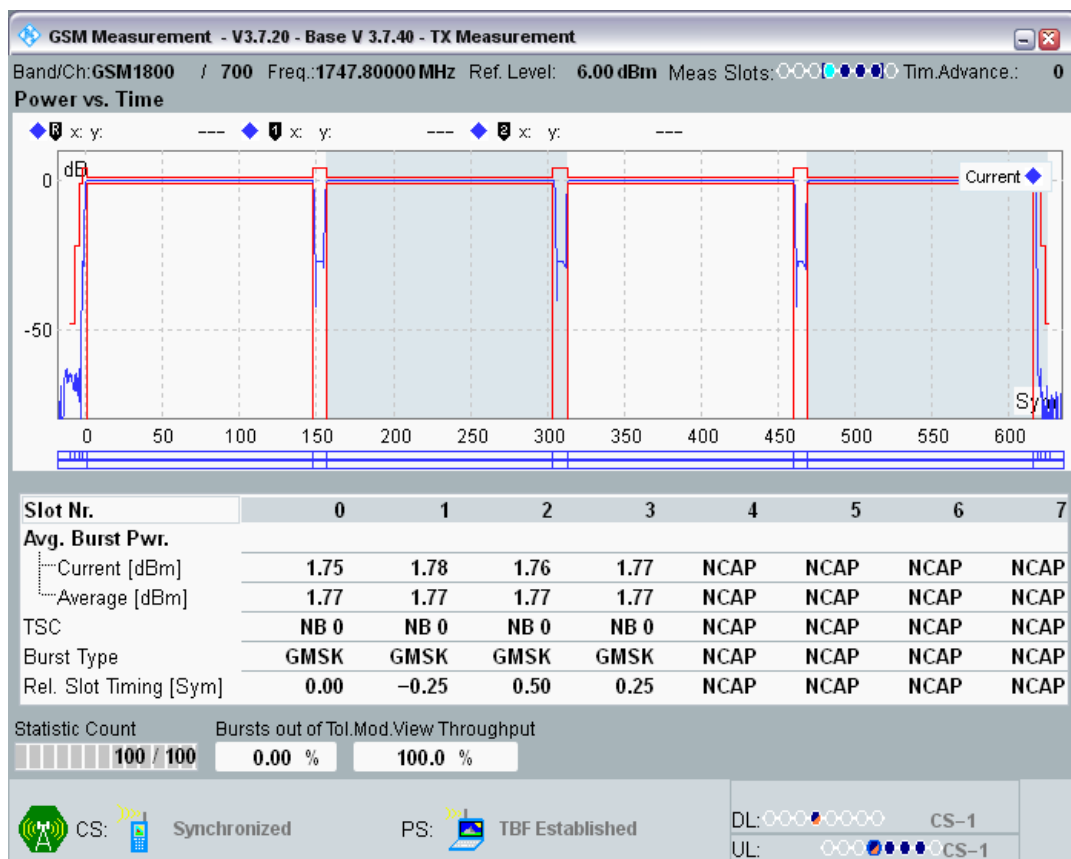 GSM Measurement - V3.7.20 - Base V 3.7.40 - TX Measurement
Band/Ch:GSM1800 / 700 Freq.:1747.80000 MHz Ref. Level: 6.00 dBm Meas Slots: Tim.Advance.: 0
Power vs. Time
R x: y: --- 1 x: y: --- 2 x: y: ---
dB
Current
0
-50
Sym
0 50 100 150 200 250 300 350 400 450 500 550 600
Slot Nr. 0 1 2 3 4 5 6 7
Avg. Burst Pwr.
Current [dBm] 1.75 1.78 1.76 1.77 NCAP NCAP NCAP NCAP
Average [dBm] 1.77 1.77 1.77 1.77 NCAP NCAP NCAP NCAP
TSC NB 0 NB 0 NB 0 NB 0 NCAP NCAP NCAP NCAP
Burst Type GMSK GMSK GMSK GMSK NCAP NCAP NCAP NCAP
Rel. Slot Timing [Sym] 0.00 −0.25 0.50 0.25 NCAP NCAP NCAP NCAP
Statistic Count Bursts out of Tol.Mod.View Throughput
100 / 100 0.00 % 100.0 %
CS: Synchronized PS: TBF Established DL: CS−1
UL: CS−1